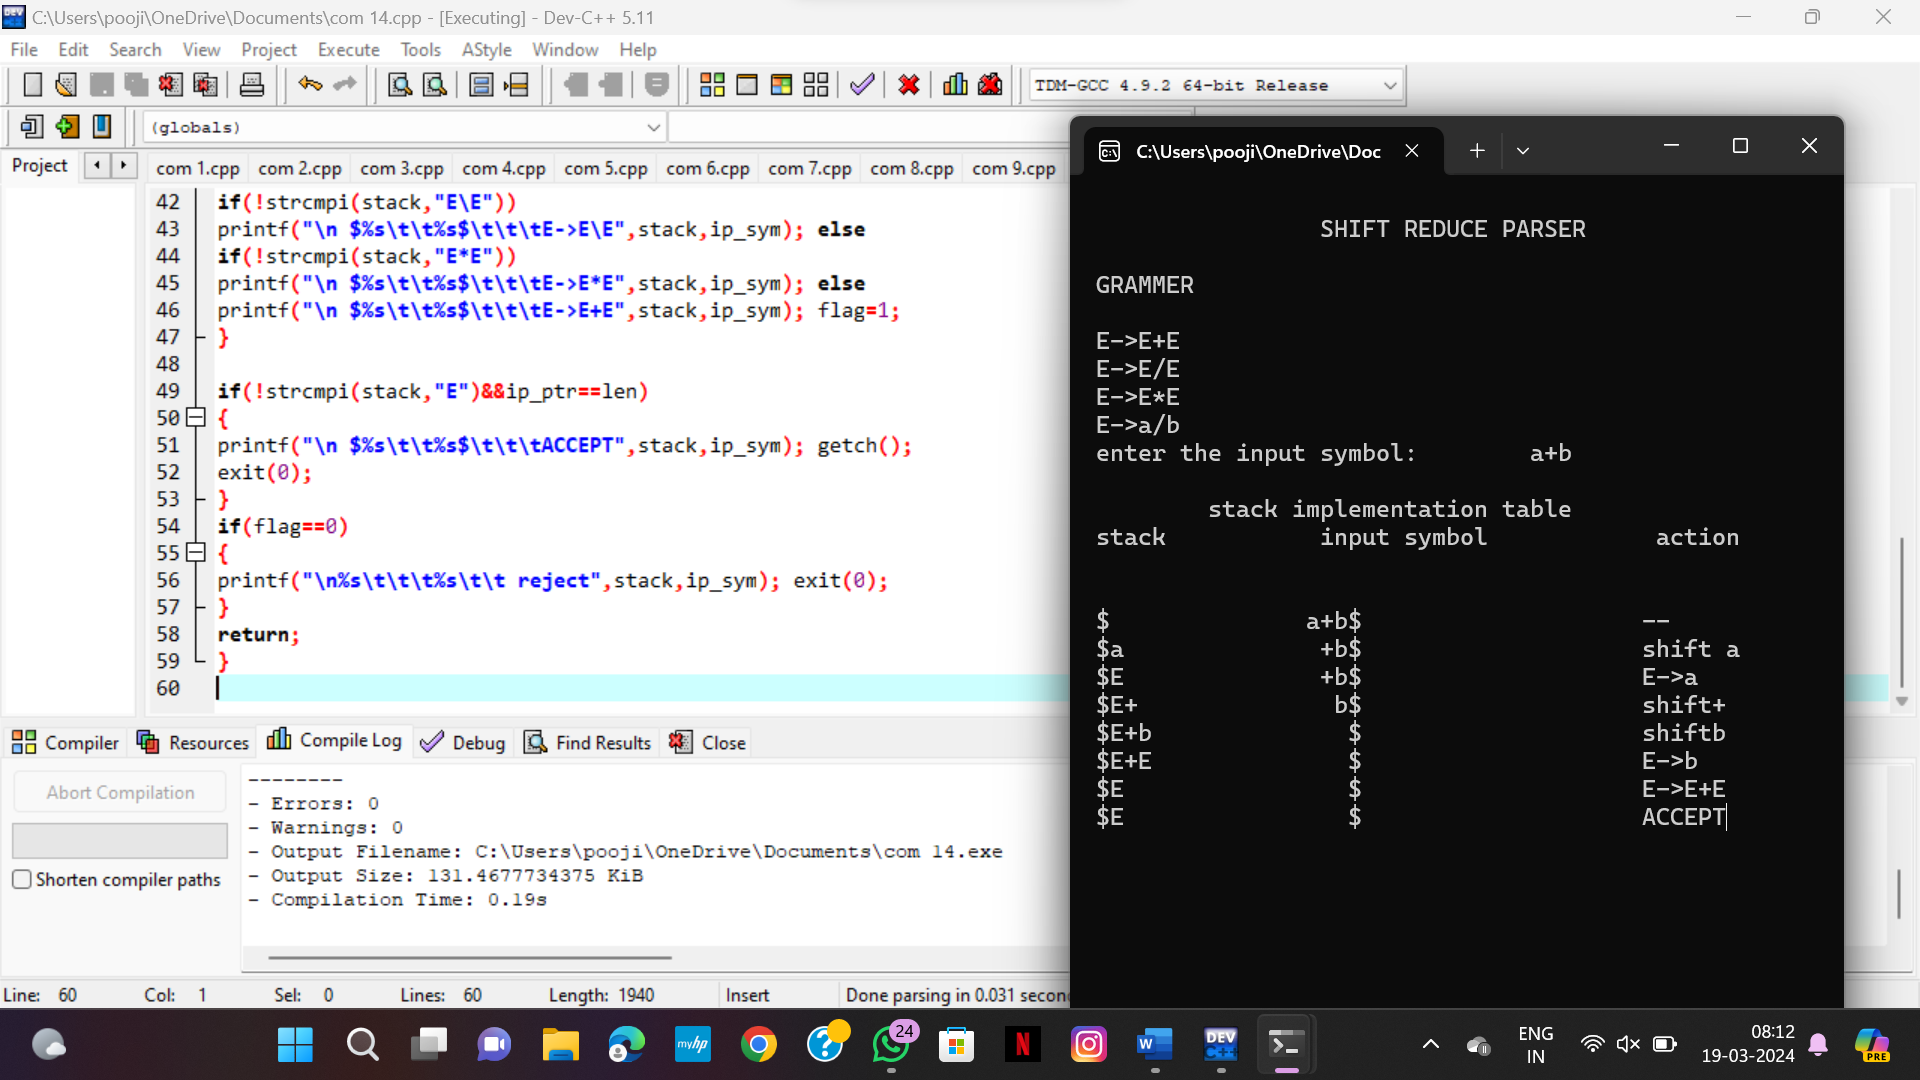 C:\Users\pooji\OneDrive\Documents\com 14.cpp - [Executing] - Dev-C++ 5.11
File Edit Search View Project Execute Tools AStyle Window Help
TDM-GCC 4.9.2 64-bit Release
(globals)
Project
com 1.cpp com 2.cpp com 3.cpp com 4.cpp com 5.cpp com 6.cpp com 7.cpp com 8.cpp com 9.cpp
42 if(!strcmpi(stack,"E\E"))
43 printf("\n $%s\t\t%s$\t\t\tE->E\E",stack,ip_sym); else
44 if(!strcmpi(stack,"E*E"))
45 printf("\n $%s\t\t%s$\t\t\tE->E*E",stack,ip_sym); else
46 printf("\n $%s\t\t%s$\t\t\tE->E+E",stack,ip_sym); flag=1;
47 }
48
49 if(!strcmpi(stack,"E")&&ip_ptr==len)
50 {
51 printf("\n $%s\t\t%s$\t\t\tACCEPT",stack,ip_sym); getch();
52 exit(0);
53 }
54 if(flag==0)
55 {
56 printf("\n%s\t\t\t%s\t\t reject",stack,ip_sym); exit(0);
57 }
58 return;
59 }
60
C:\Users\pooji\OneDrive\Doc
SHIFT REDUCE PARSER
GRAMMER
E->E+E
E->E/E
E->E*E
E->a/b
enter the input symbol: a+b
stack implementation table
stack input symbol action
$ a+b$ --
$a +b$ shift a
$E +b$ E->a
$E+ b$ shift+
$E+b $ shiftb
$E+E $ E->b
$E $ E->E+E
$E $ ACCEPT
Compiler Resources Compile Log Debug Find Results Close
Abort Compilation
Shorten compiler paths
--------
- Errors: 0
- Warnings: 0
- Output Filename: C:\Users\pooji\OneDrive\Documents\com 14.exe
- Output Size: 131.4677734375 KiB
- Compilation Time: 0.19s
Line: 60 Col: 1 Sel: 0 Lines: 60 Length: 1940 Insert Done parsing in 0.031 secon
myhp
24
N
W
DEV
C++
ENG
IN
08:12
19-03-2024
PRE